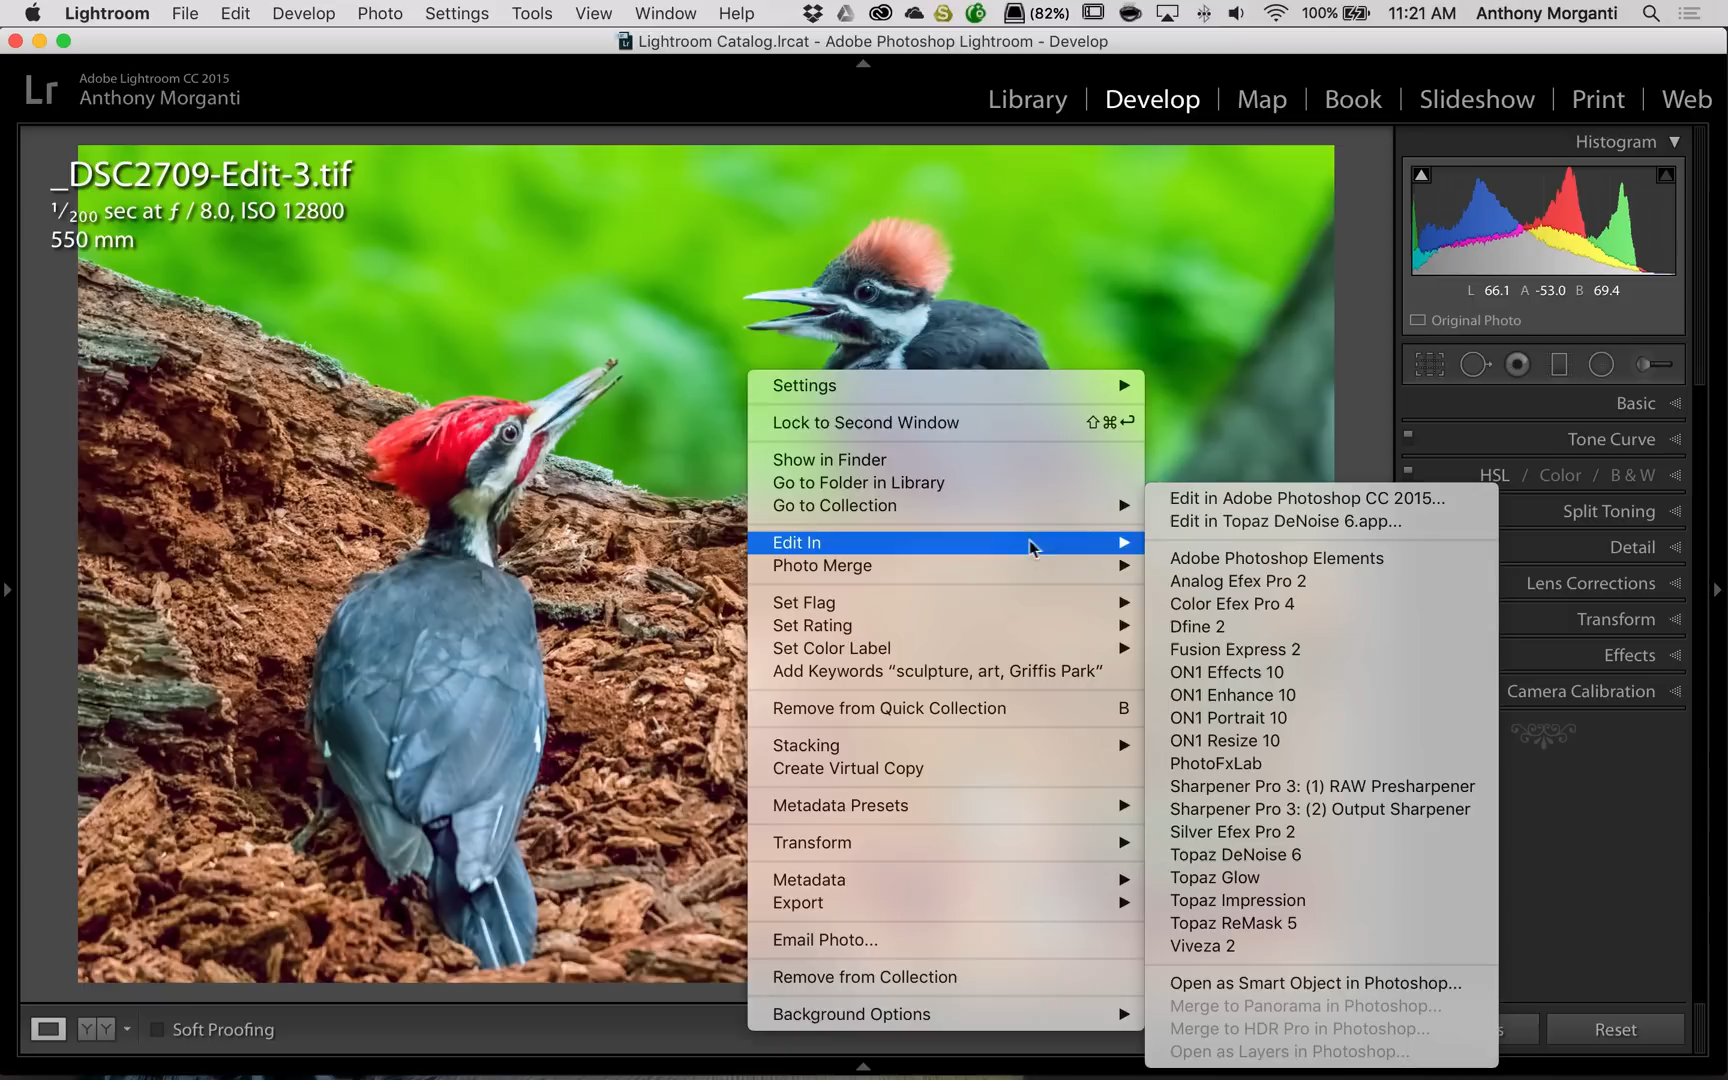 Lightroom File Edit Develop Photo Settings Tools View Window Help (82%) 100% 11:21 AM Anthony Morganti
Lightroom Catalog.lrcat - Adobe Photoshop Lightroom - Develop
Lr
Adobe Lightroom CC 2015
Anthony Morganti
Library | Develop | Map | Book | Slideshow | Print | Web
_DSC2709-Edit-3.tif
1/200 sec at ƒ / 8.0, ISO 12800
550 mm
Histogram
L 66.1 A -53.0 B 69.4
Original Photo
Basic
Tone Curve
HSL / Color / B & W
Split Toning
Detail
Lens Corrections
Transform
Effects
Camera Calibration
Settings
Lock to Second Window ⇧⌘↩
Show in Finder
Go to Folder in Library
Go to Collection
Edit In
Photo Merge
Set Flag
Set Rating
Set Color Label
Add Keywords “sculpture, art, Griffis Park”
Remove from Quick Collection B
Stacking
Create Virtual Copy
Metadata Presets
Transform
Metadata
Export
Email Photo...
Remove from Collection
Background Options
Edit in Adobe Photoshop CC 2015...
Edit in Topaz DeNoise 6.app...
Adobe Photoshop Elements
Analog Efex Pro 2
Color Efex Pro 4
Dfine 2
Fusion Express 2
ON1 Effects 10
ON1 Enhance 10
ON1 Portrait 10
ON1 Resize 10
PhotoFxLab
Sharpener Pro 3: (1) RAW Presharpener
Sharpener Pro 3: (2) Output Sharpener
Silver Efex Pro 2
Topaz DeNoise 6
Topaz Glow
Topaz Impression
Topaz ReMask 5
Viveza 2
Open as Smart Object in Photoshop...
Merge to Panorama in Photoshop...
Merge to HDR Pro in Photoshop...
Open as Layers in Photoshop...
YY
Soft Proofing
Reset